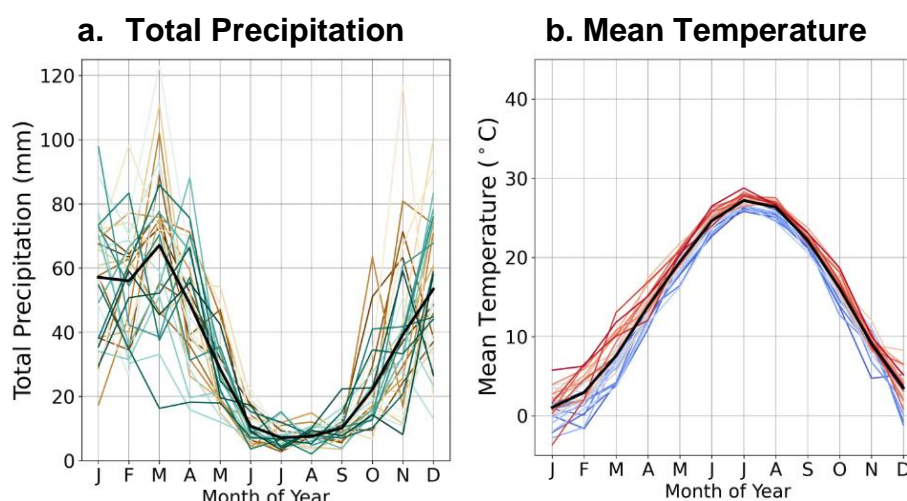 a. Total Precipitation
Total Precipitation (mm)
120
100
80
60
40
20
0
J F M A M J J A S O N D
Month of Year
b. Mean Temperature
Mean Temperature (°C)
40
30
20
10
0
J F M A M J J A S O N D
Month of Year